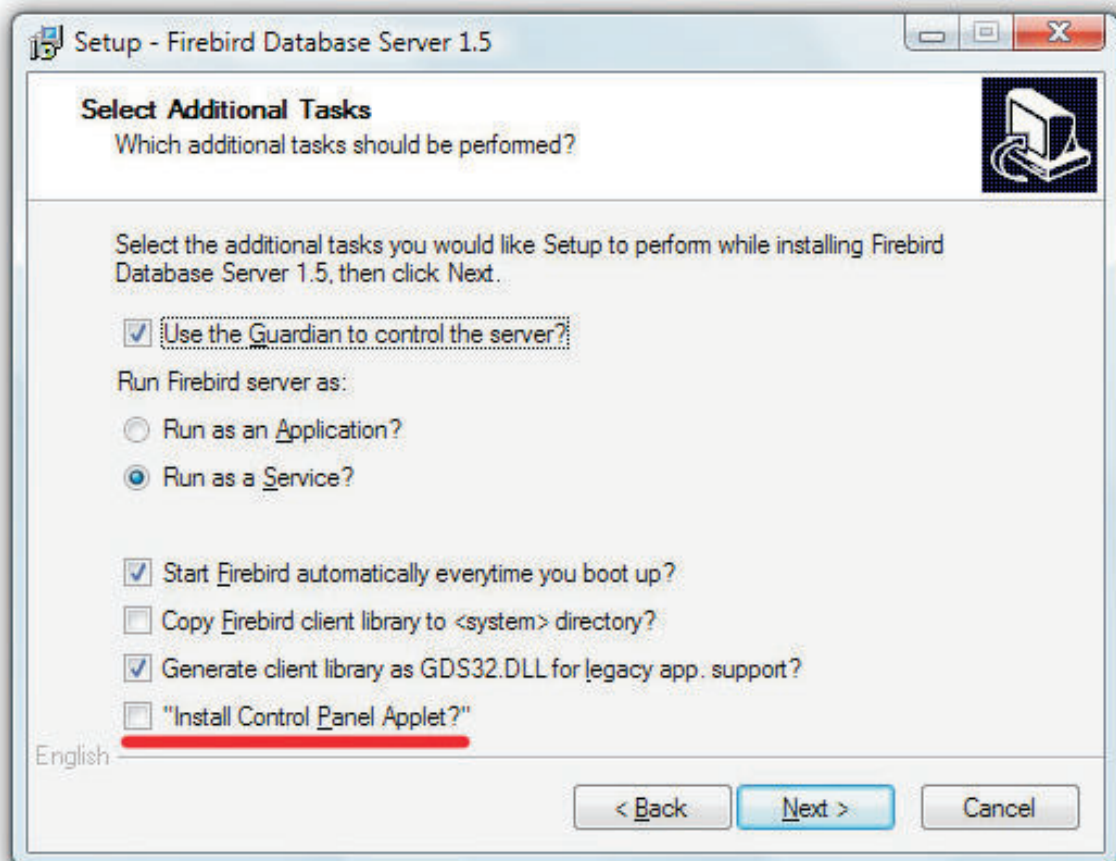 Setup - Firebird Database Server 1.5
Select Additional Tasks
Which additional tasks should be performed?
Select the additional tasks you would like Setup to perform while installing Firebird
Database Server 1.5, then click Next.
Use the Guardian to control the server?
Run Firebird server as:
Run as an Application?
Run as a Service?
Start Firebird automatically everytime you boot up?
Copy Firebird client library to <system> directory?
Generate client library as GDS32.DLL for legacy app. support?
"Install Control Panel Applet?"
English
< Back Next > Cancel